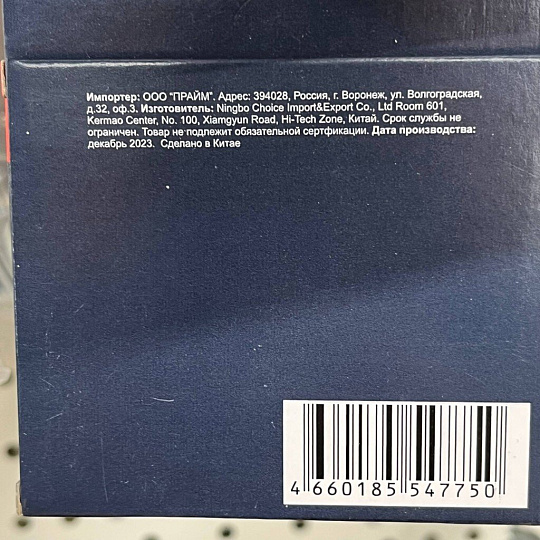 Импортер: ООО "ПРАЙМ". Адрес: 394028, Россия, г. Воронеж, ул. Волгоградская,
д.32, оф.3. Изготовитель: Ningbo Choice Import&Export Co., Ltd Room 601,
Kermao Center, No. 100, Xiamgyun Road, Hi-Tech Zone, Китай. Срок службы не
ограничен. Товар не подлежит обязательной сертфикации. Дата производства:
декабрь 2023. Сделано в Китае
4 660185 547750